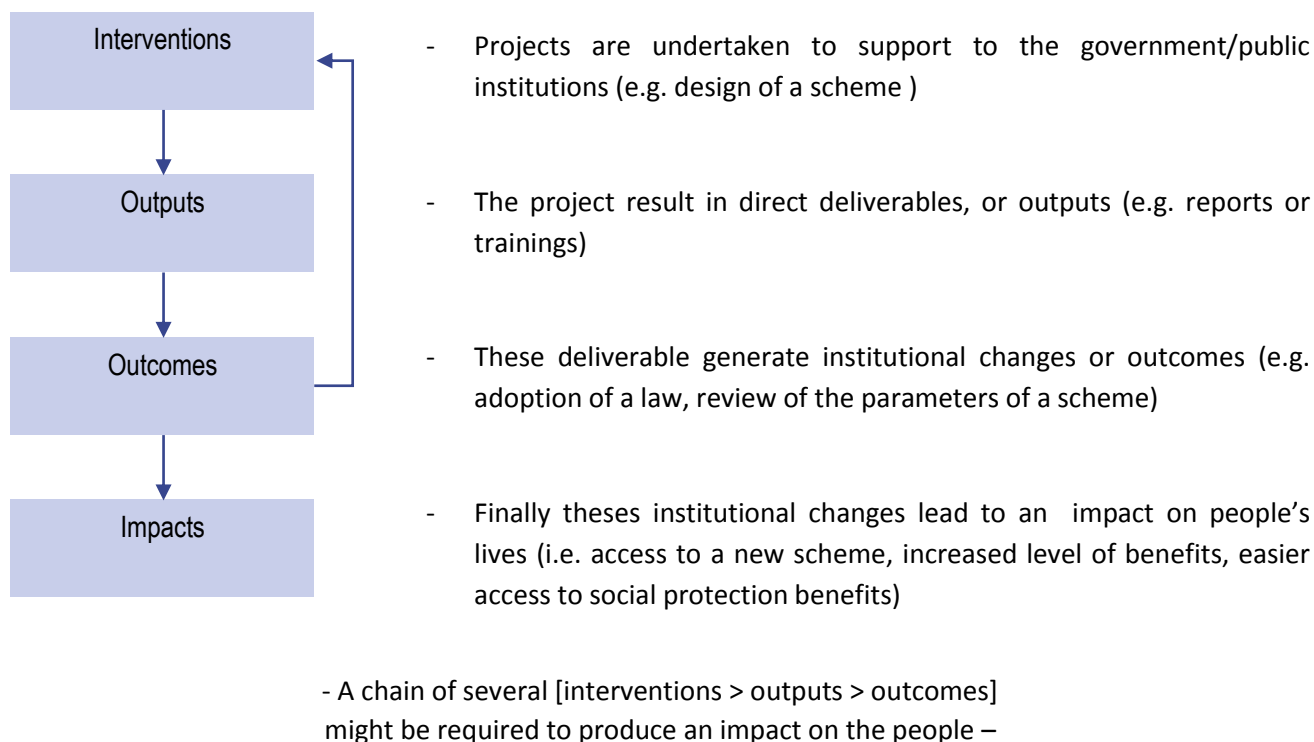 Interventions
- Projects are undertaken to support to the government/public
institutions (e.g. design of a scheme )
Outputs
- The project result in direct deliverables, or outputs (e.g. reports or
trainings)
Outcomes
- These deliverable generate institutional changes or outcomes (e.g.
adoption of a law, review of the parameters of a scheme)
Impacts
- Finally theses institutional changes lead to an impact on people’s
lives (i.e. access to a new scheme, increased level of benefits, easier
access to social protection benefits)
- A chain of several [interventions > outputs > outcomes]
might be required to produce an impact on the people –